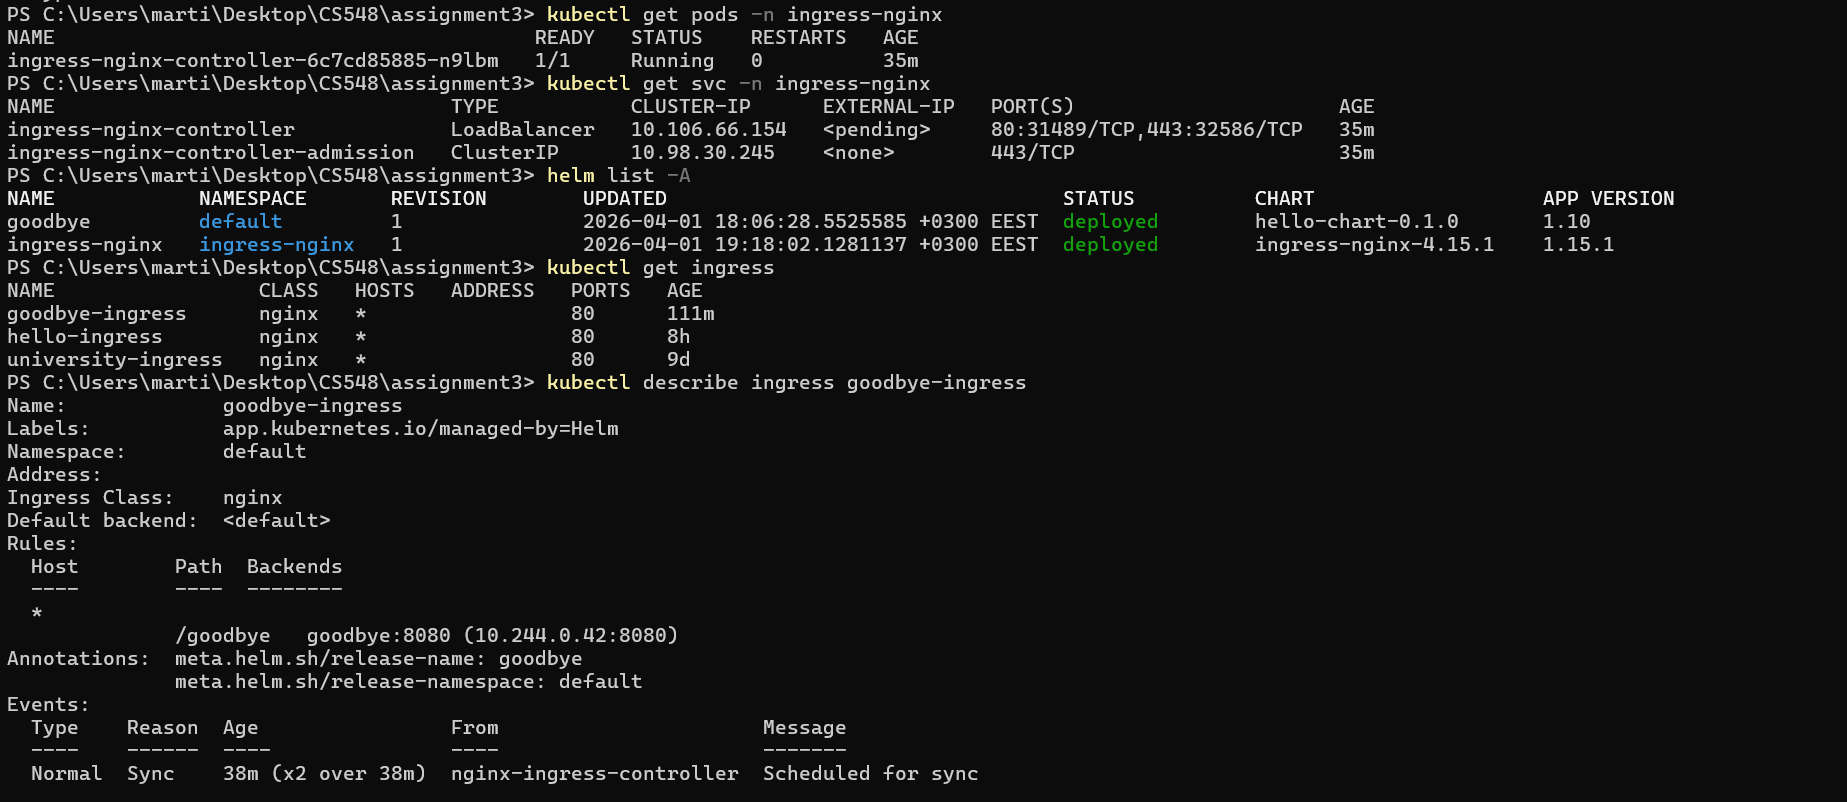 PS C:\Users\marti\Desktop\CS548\assignment3> kubectl get pods -n ingress-nginx
NAME                                        READY   STATUS    RESTARTS   AGE
ingress-nginx-controller-6c7cd85885-n9lbm   1/1     Running   0          35m
PS C:\Users\marti\Desktop\CS548\assignment3> kubectl get svc -n ingress-nginx
NAME                                 TYPE           CLUSTER-IP      EXTERNAL-IP   PORT(S)                      AGE
ingress-nginx-controller             LoadBalancer   10.106.66.154   <pending>     80:31489/TCP,443:32586/TCP   35m
ingress-nginx-controller-admission   ClusterIP      10.98.30.245    <none>        443/TCP                      35m
PS C:\Users\marti\Desktop\CS548\assignment3> helm list -A
NAME            NAMESPACE       REVISION        UPDATED                                 STATUS          CHART                   APP VERSION
goodbye         default         1               2026-04-01 18:06:28.5525585 +0300 EEST  deployed        hello-chart-0.1.0       1.10
ingress-nginx   ingress-nginx   1               2026-04-01 19:18:02.1281137 +0300 EEST  deployed        ingress-nginx-4.15.1    1.15.1
PS C:\Users\marti\Desktop\CS548\assignment3> kubectl get ingress
NAME                 CLASS   HOSTS   ADDRESS   PORTS   AGE
goodbye-ingress      nginx   *                 80      111m
hello-ingress        nginx   *                 80      8h
university-ingress   nginx   *                 80      9d
PS C:\Users\marti\Desktop\CS548\assignment3> kubectl describe ingress goodbye-ingress
Name:             goodbye-ingress
Labels:           app.kubernetes.io/managed-by=Helm
Namespace:        default
Address:
Ingress Class:    nginx
Default backend:  <default>
Rules:
  Host        Path  Backends
  ----        ----  --------
  *
              /goodbye   goodbye:8080 (10.244.0.42:8080)
Annotations:  meta.helm.sh/release-name: goodbye
              meta.helm.sh/release-namespace: default
Events:
  Type    Reason  Age                From                      Message
  ----    ------  ----               ----                      -------
  Normal  Sync    38m (x2 over 38m)  nginx-ingress-controller  Scheduled for sync